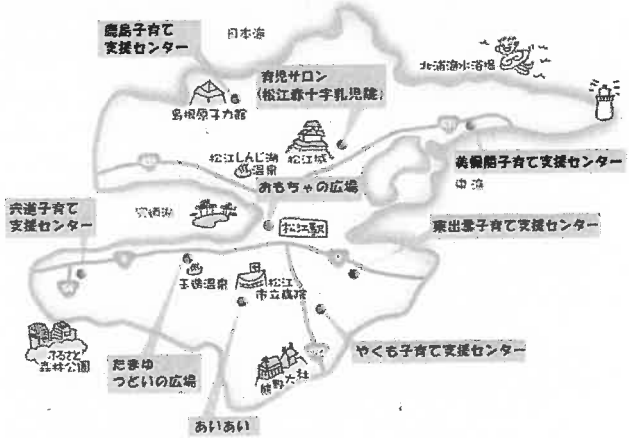 鹿島子育て
支援センター
日本海
北浦海水浴場
育児サロン
(松江赤十字乳児院)
島根原子力館
松江しんじ湖
温泉
松江城
おもちゃの広場
美保関子育て支援センター
中海
宍道子育て
支援センター
宍道湖
松江駅
東出雲子育て支援センター
玉造温泉
松江
市立病院
ふるさと
森林公園
たまゆ
つどいの広場
熊野大社
やくも子育て支援センター
あいあい